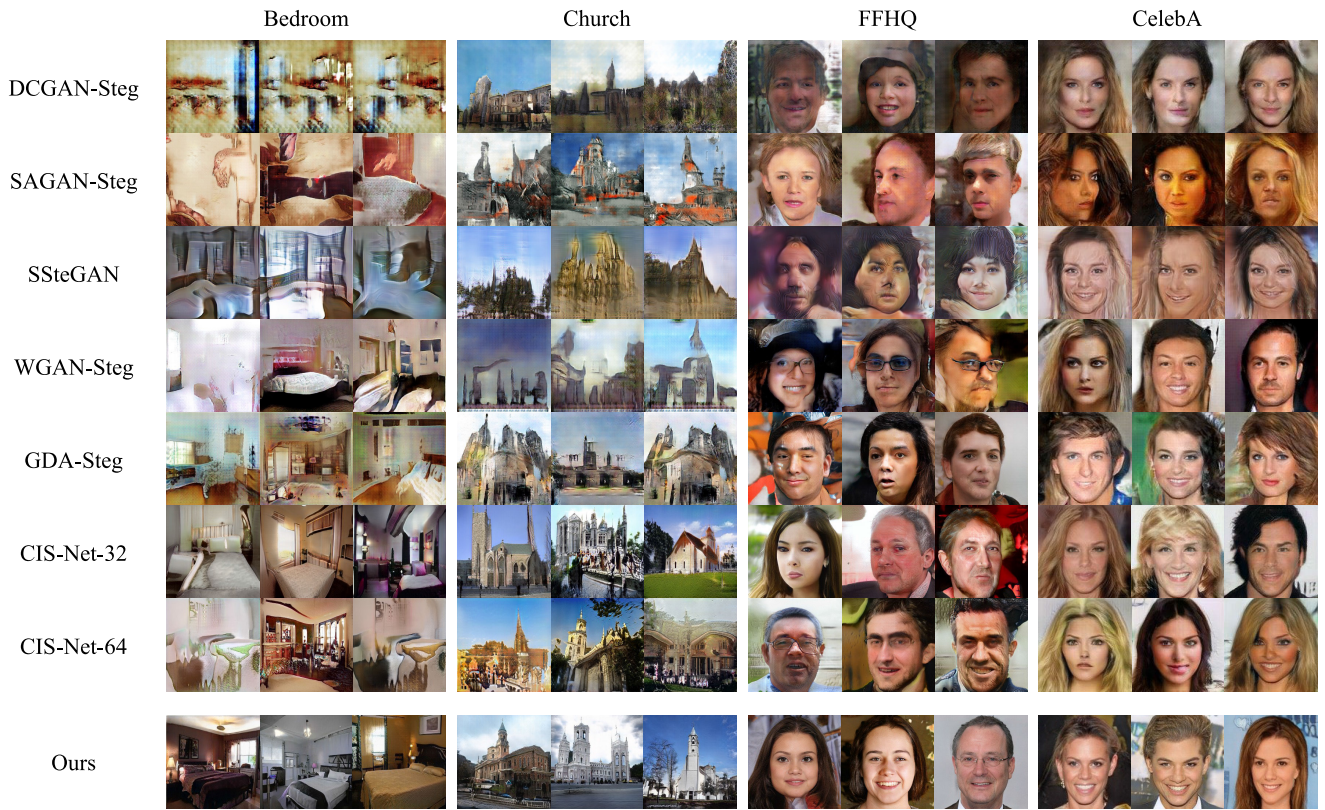 Bedroom Church FFHQ CelebA
DCGAN-Steg
SAGAN-Steg
SSteGAN
WGAN-Steg
GDA-Steg
CIS-Net-32
CIS-Net-64
Ours